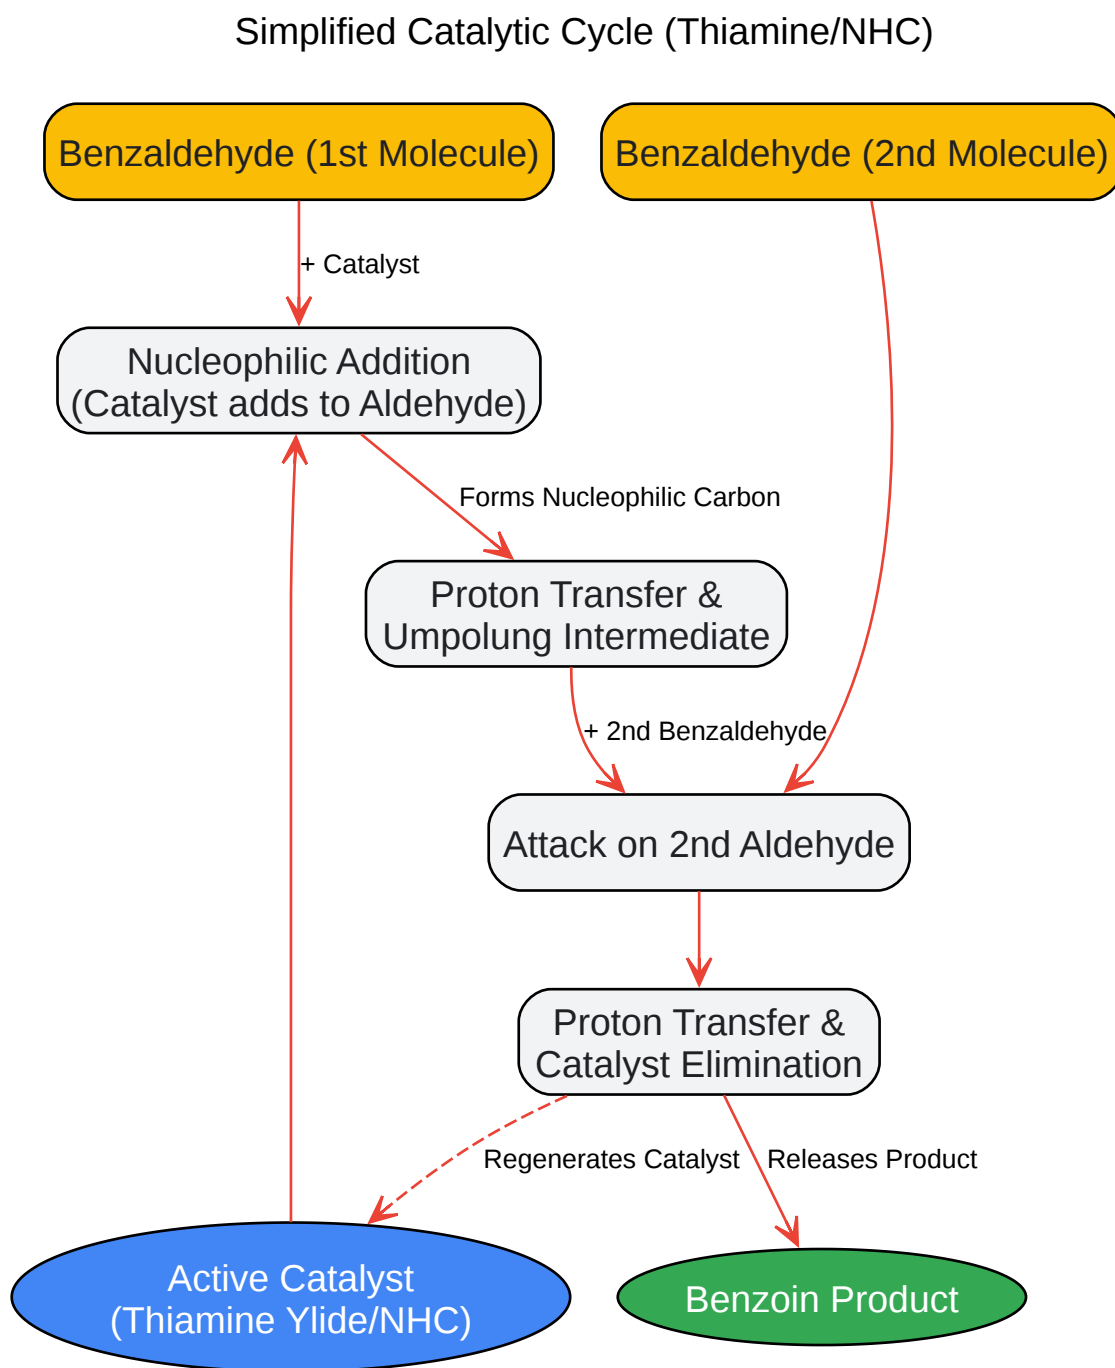 Simplified Catalytic Cycle (Thiamine/NHC)
Benzaldehyde (1st Molecule)
Benzaldehyde (2nd Molecule)
+ Catalyst
Nucleophilic Addition
(Catalyst adds to Aldehyde)
Forms Nucleophilic Carbon
Proton Transfer &
Umpolung Intermediate
+ 2nd Benzaldehyde
Attack on 2nd Aldehyde
Proton Transfer &
Catalyst Elimination
Regenerates Catalyst
Releases Product
Active Catalyst
(Thiamine Ylide/NHC)
Benzoin Product